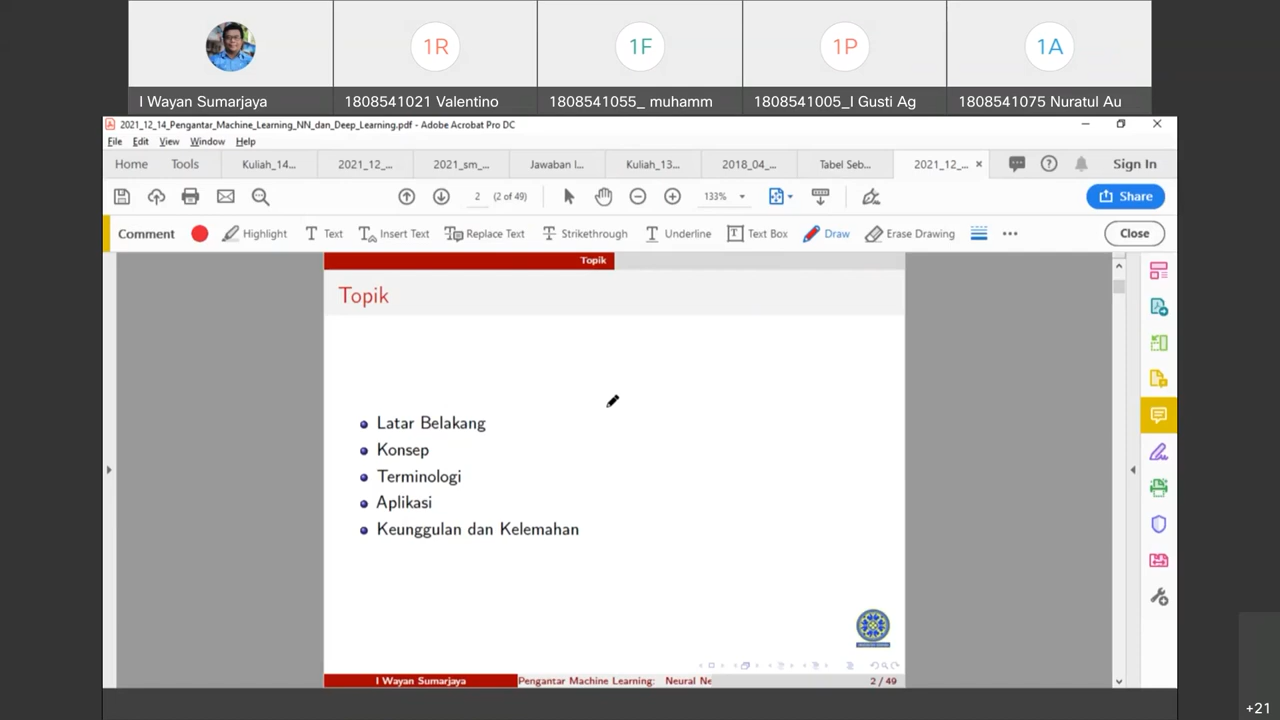 1R
1F
1P
1A
I Wayan Sumarjaya
1808541021 Valentino
1808541055_ muhamm
1808541005_I Gusti Ag
1808541075 Nuratul Au
2021_12_14_Pengantar_Machine_Learning_NN_dan_Deep_Learning.pdf - Adobe Acrobat Pro DC
File Edit View Window Help
Home Tools Kuliah_14... 2021_12_... 2021_sm_... Jawaban I... Kuliah_13... 2018_04_... Tabel Seb... 2021_12_... × Sign In
2 (2 of 49) 133% Share
Comment Highlight Text Insert Text Replace Text Strikethrough Underline Text Box Draw Erase Drawing Close
Topik
Topik
Latar Belakang
Konsep
Terminologi
Aplikasi
Keunggulan dan Kelemahan
I Wayan Sumarjaya Pengantar Machine Learning: Neural Ne 2 / 49
+21